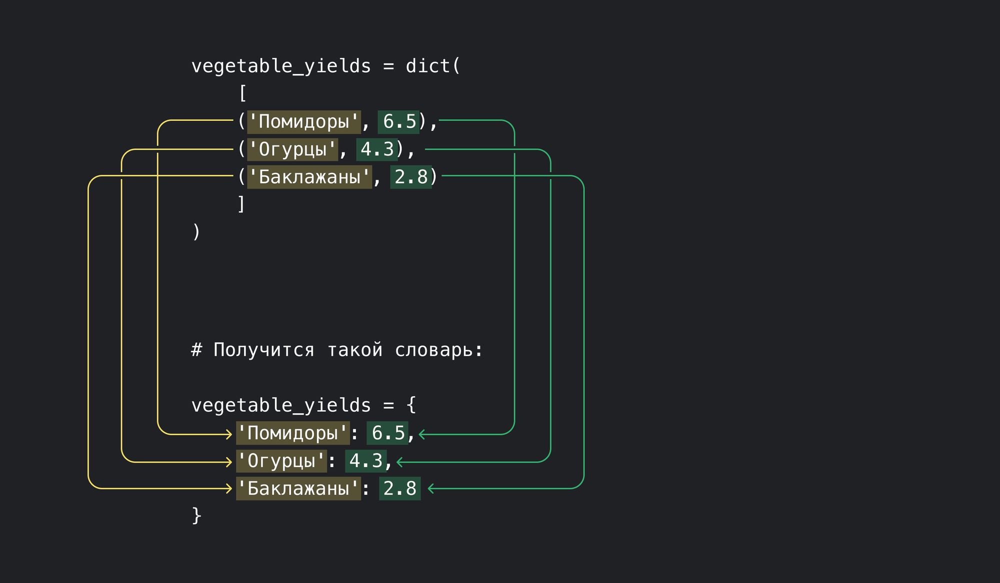 vegetable_yields = dict(
[
('Помидоры', 6.5),
('Огурцы', 4.3),
('Баклажаны', 2.8)
]
)
# Получится такой словарь:
vegetable_yields = {
'Помидоры': 6.5,
'Огурцы': 4.3,
'Баклажаны': 2.8
}